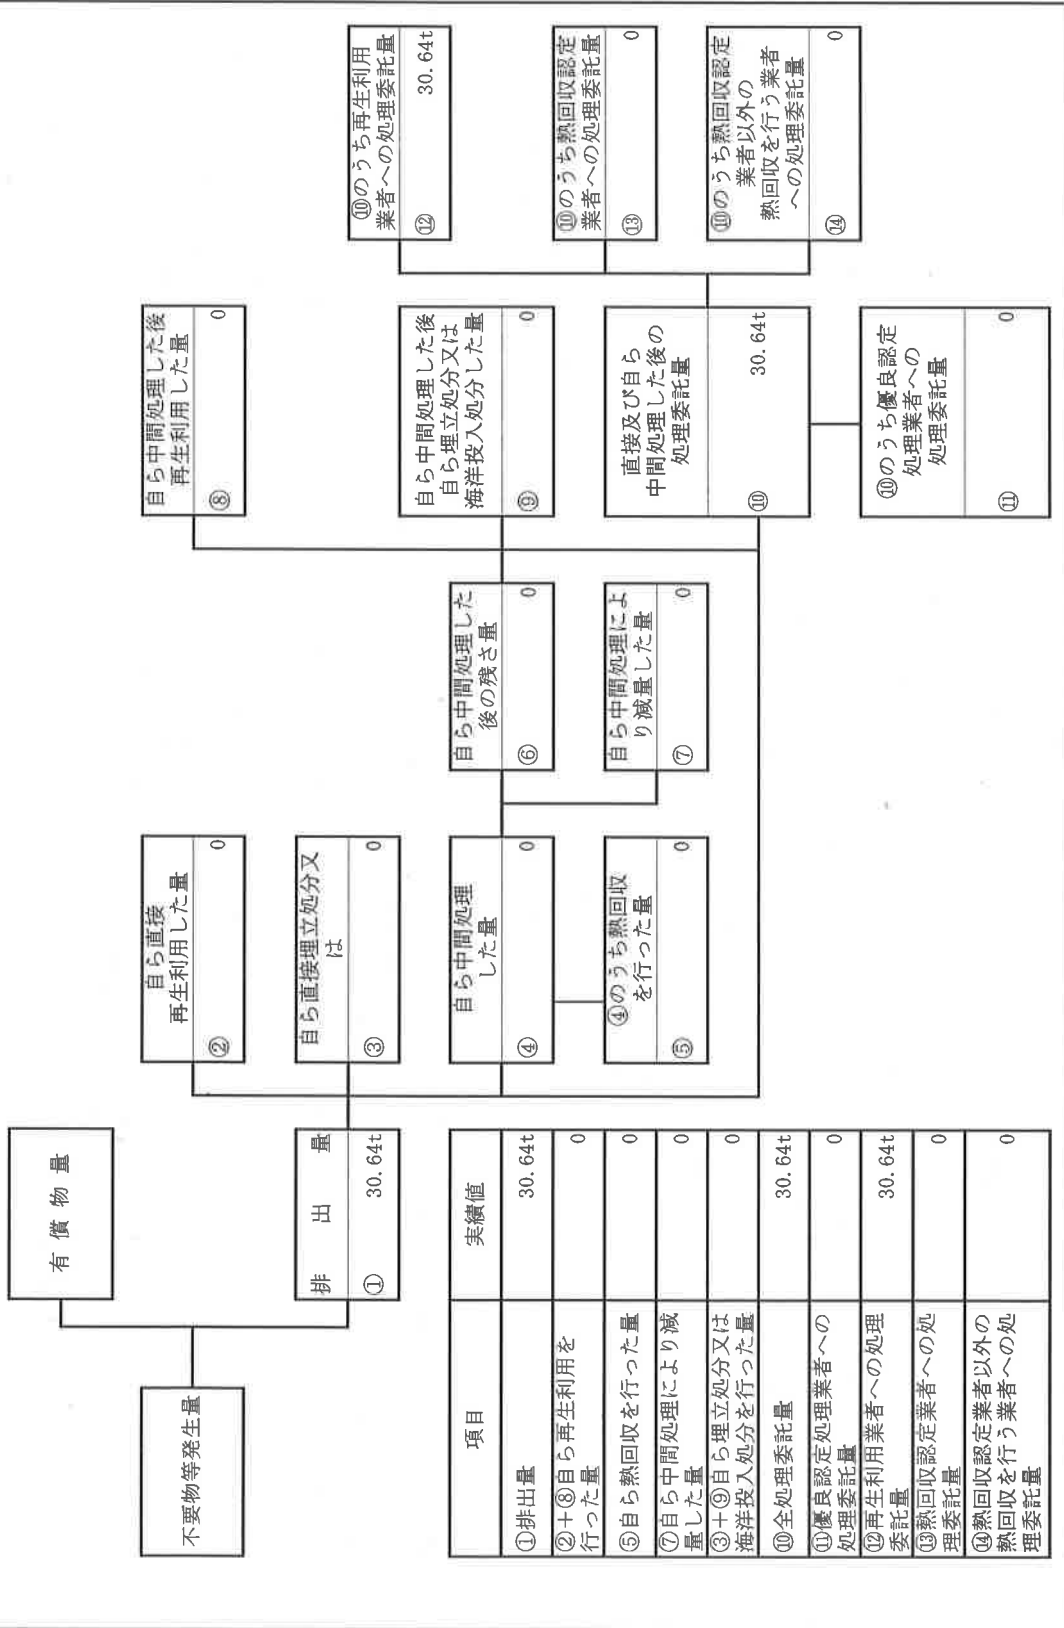 不要物等発生量
有償物量
排出量
① 30.64t
自ら直接
再生利用した量
② 0
自ら直接埋立処分又
は
③ 0
自ら中間処理
した量
④ 0
④のうち熱回収
を行った量
⑤ 0
自ら中間処理した
後の残さ量
⑥ 0
自ら中間処理によ
り減量した量
⑦ 0
自ら中間処理した後
再生利用した量
⑧ 0
自ら中間処理した後
自ら埋立処分又は
海洋投入処分した量
⑨ 0
直接及び自ら
中間処理した後の
処理委託量
⑩ 30.64t
⑩のうち優良認定
処理業者への
処理委託量
⑪ 0
⑩のうち再生利用
業者への処理委託量
⑫ 30.64t
⑩のうち熱回収認定
業者への処理委託量
⑬ 0
⑩のうち熱回収認定
業者以外の
熱回収を行う業者
への処理委託量
⑭ 0
項目 実績値
①排出量 30.64t
②+⑧自ら再生利用を
行った量 0
⑤自ら熱回収を行った量 0
⑦自ら中間処理により減
量した量 0
③+⑨自ら埋立処分又は
海洋投入処分を行った量 0
⑩全処理委託量 30.64t
⑪優良認定処理業者への
処理委託量 0
⑫再生利用業者への処理
委託量 30.64t
⑬熱回収認定業者への処
理委託量 0
⑭熱回収認定業者以外の
熱回収を行う業者への処
理委託量 0